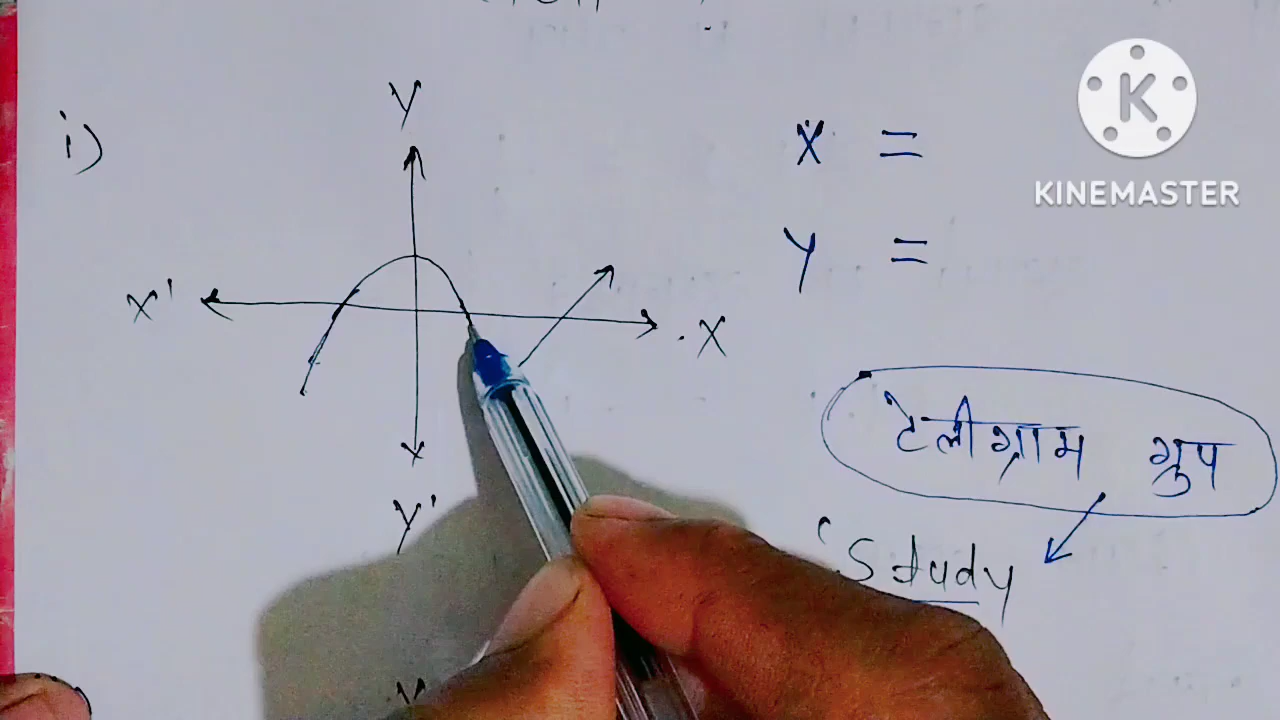 i)
Y
X' X
Y'
X =
Y =
KINEMASTER
टेलीग्राम ग्रुप
'Study